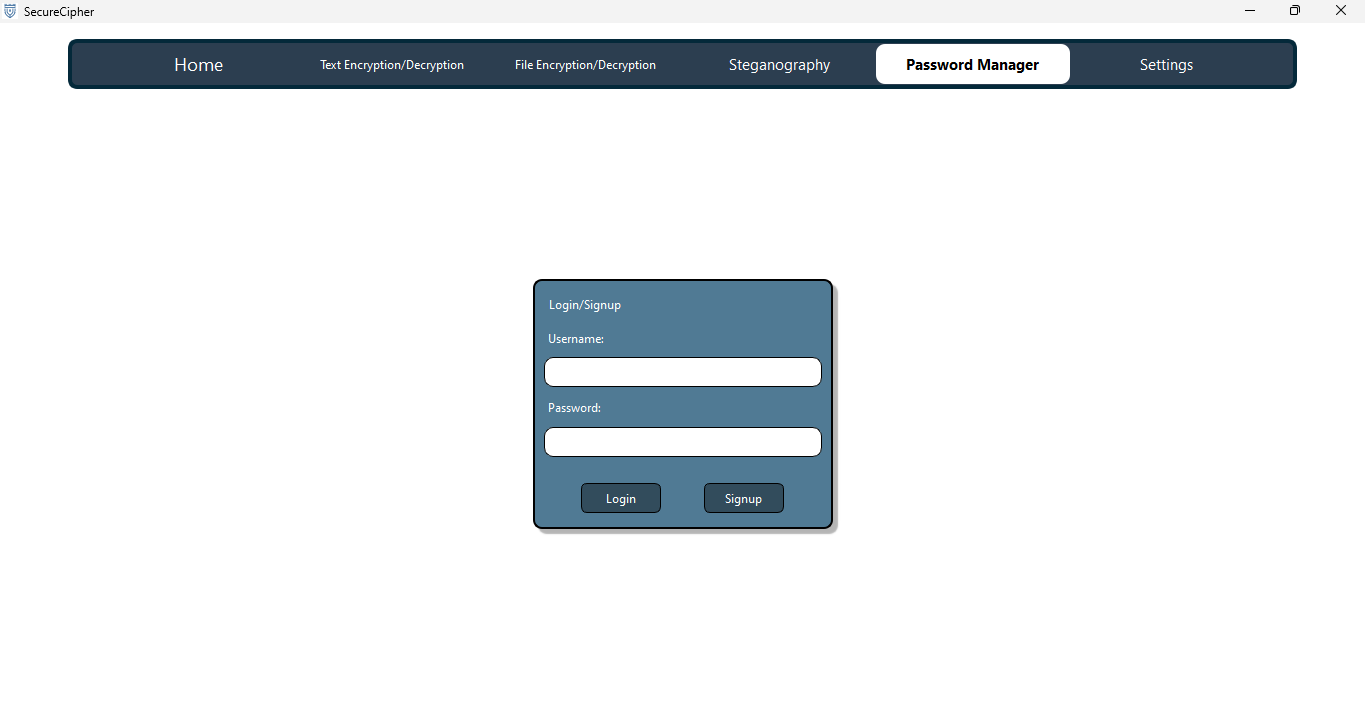 SecureCipher
Home
Text Encryption/Decryption
File Encryption/Decryption
Steganography
Password Manager
Settings
Login/Signup
Username:
Password:
Login
Signup